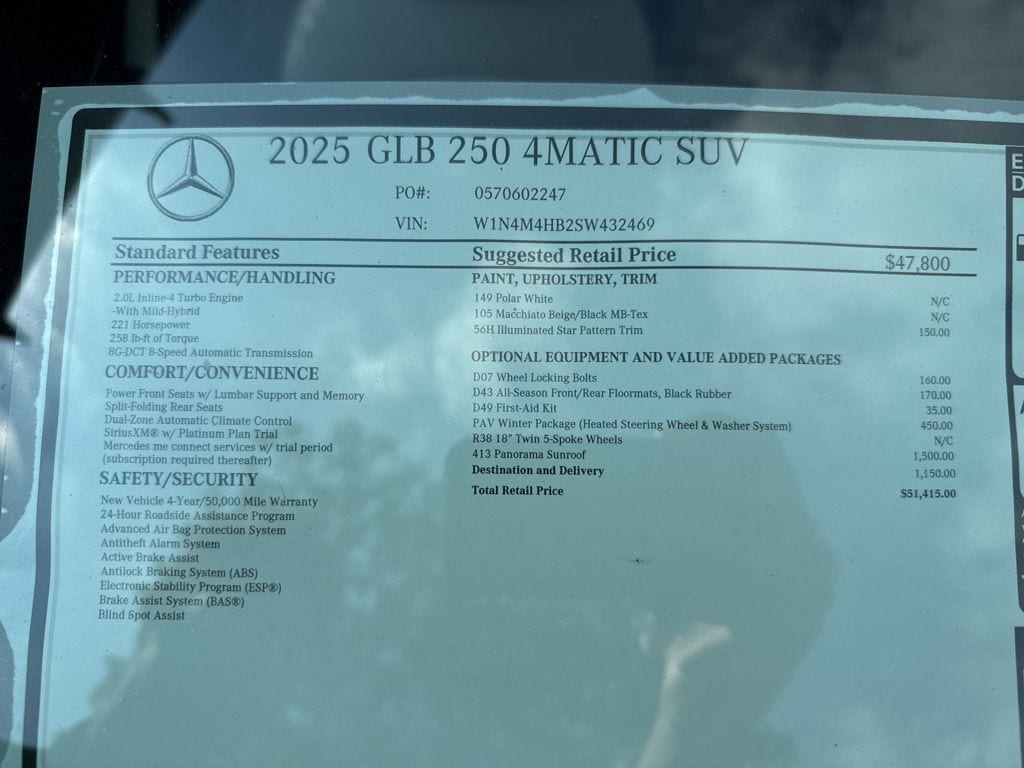 2025 GLB 250 4MATIC SUV
PO#: 0570602247
VIN: W1N4M4HB2SW432469
Standard Features
PERFORMANCE/HANDLING
2.0L Inline-4 Turbo Engine
-With Mild-Hybrid
221 Horsepower
258 lb-ft of Torque
8G-DCT 8-Speed Automatic Transmission
COMFORT/CONVENIENCE
Power Front Seats w/ Lumbar Support and Memory
Split-Folding Rear Seats
Dual-Zone Automatic Climate Control
SiriusXM® w/ Platinum Plan Trial
Mercedes me connect services w/ trial period
(subscription required thereafter)
SAFETY/SECURITY
New Vehicle 4-Year/50,000 Mile Warranty
24-Hour Roadside Assistance Program
Advanced Air Bag Protection System
Antitheft Alarm System
Active Brake Assist
Antilock Braking System (ABS)
Electronic Stability Program (ESP®)
Brake Assist System (BAS®)
Blind Spot Assist
Suggested Retail Price $47,800
PAINT, UPHOLSTERY, TRIM
149 Polar White N/C
105 Macchiato Beige/Black MB-Tex N/C
56H Illuminated Star Pattern Trim 150.00
OPTIONAL EQUIPMENT AND VALUE ADDED PACKAGES
D07 Wheel Locking Bolts 160.00
D43 All-Season Front/Rear Floormats, Black Rubber 170.00
D49 First-Aid Kit 35.00
PAV Winter Package (Heated Steering Wheel & Washer System) 450.00
R38 18" Twin 5-Spoke Wheels N/C
413 Panorama Sunroof 1,500.00
Destination and Delivery 1,150.00
Total Retail Price $51,415.00